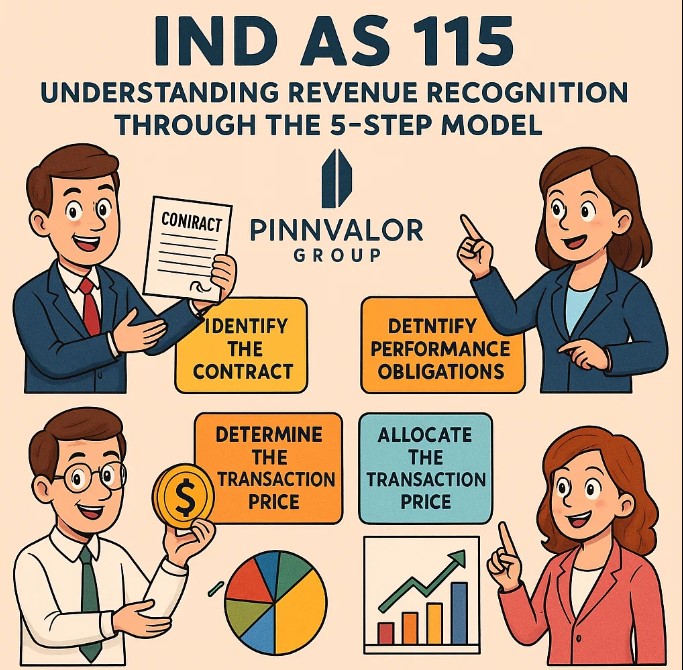 IND AS 115
UNDERSTANDING REVENUE RECOGNITION
THROUGH THE 5-STEP MODEL
CONIRACT
PINNVALOR
GROUP
IDENTIFY
THE
CONTRACT
DETNTIFY
PERFORMANCE
OBLIGATIONS
DETERMINE
THE
TRANSACTION
PRICE
$
ALLOCATE
THE
TRANSACTION
PRICE